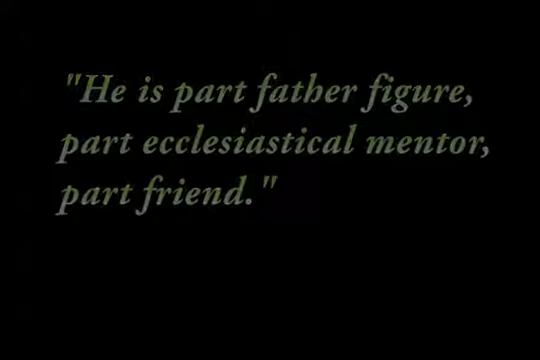 "He is part father figure,
part ecclesiastical mentor,
part friend."